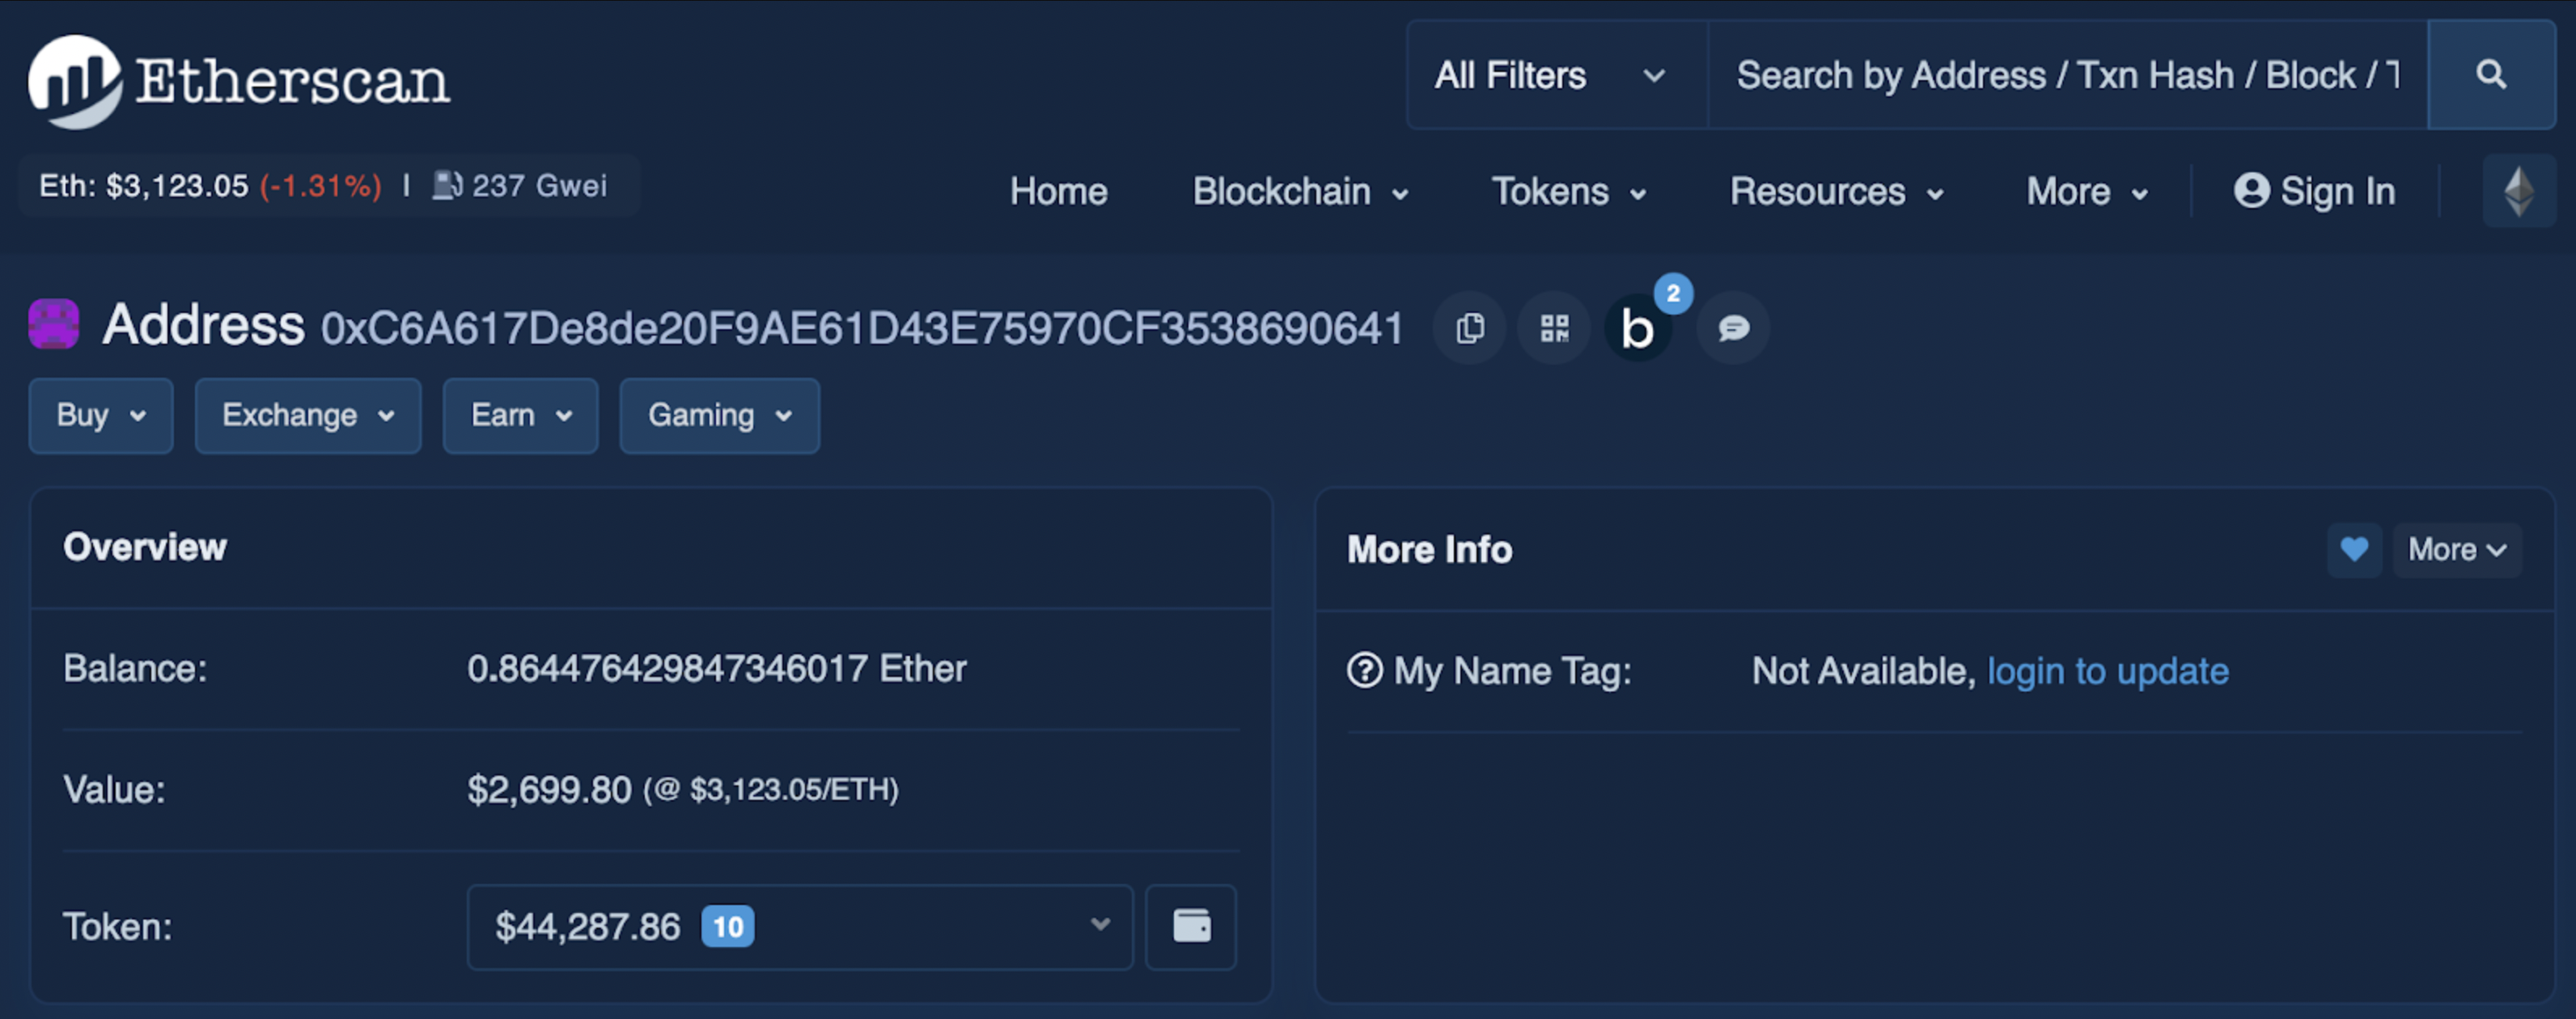 Etherscan
All Filters
Search by Address / Txn Hash / Block / T
Eth: $3,123.05 (-1.31%) | 237 Gwei
Home Blockchain Tokens Resources More Sign In
Address 0xC6A617De8de20F9AE61D43E75970CF3538690641
b 2
Buy Exchange Earn Gaming
Overview
Balance: 0.864476429847346017 Ether
Value: $2,699.80 (@ $3,123.05/ETH)
Token: $44,287.86 10
More Info
More
My Name Tag: Not Available, login to update